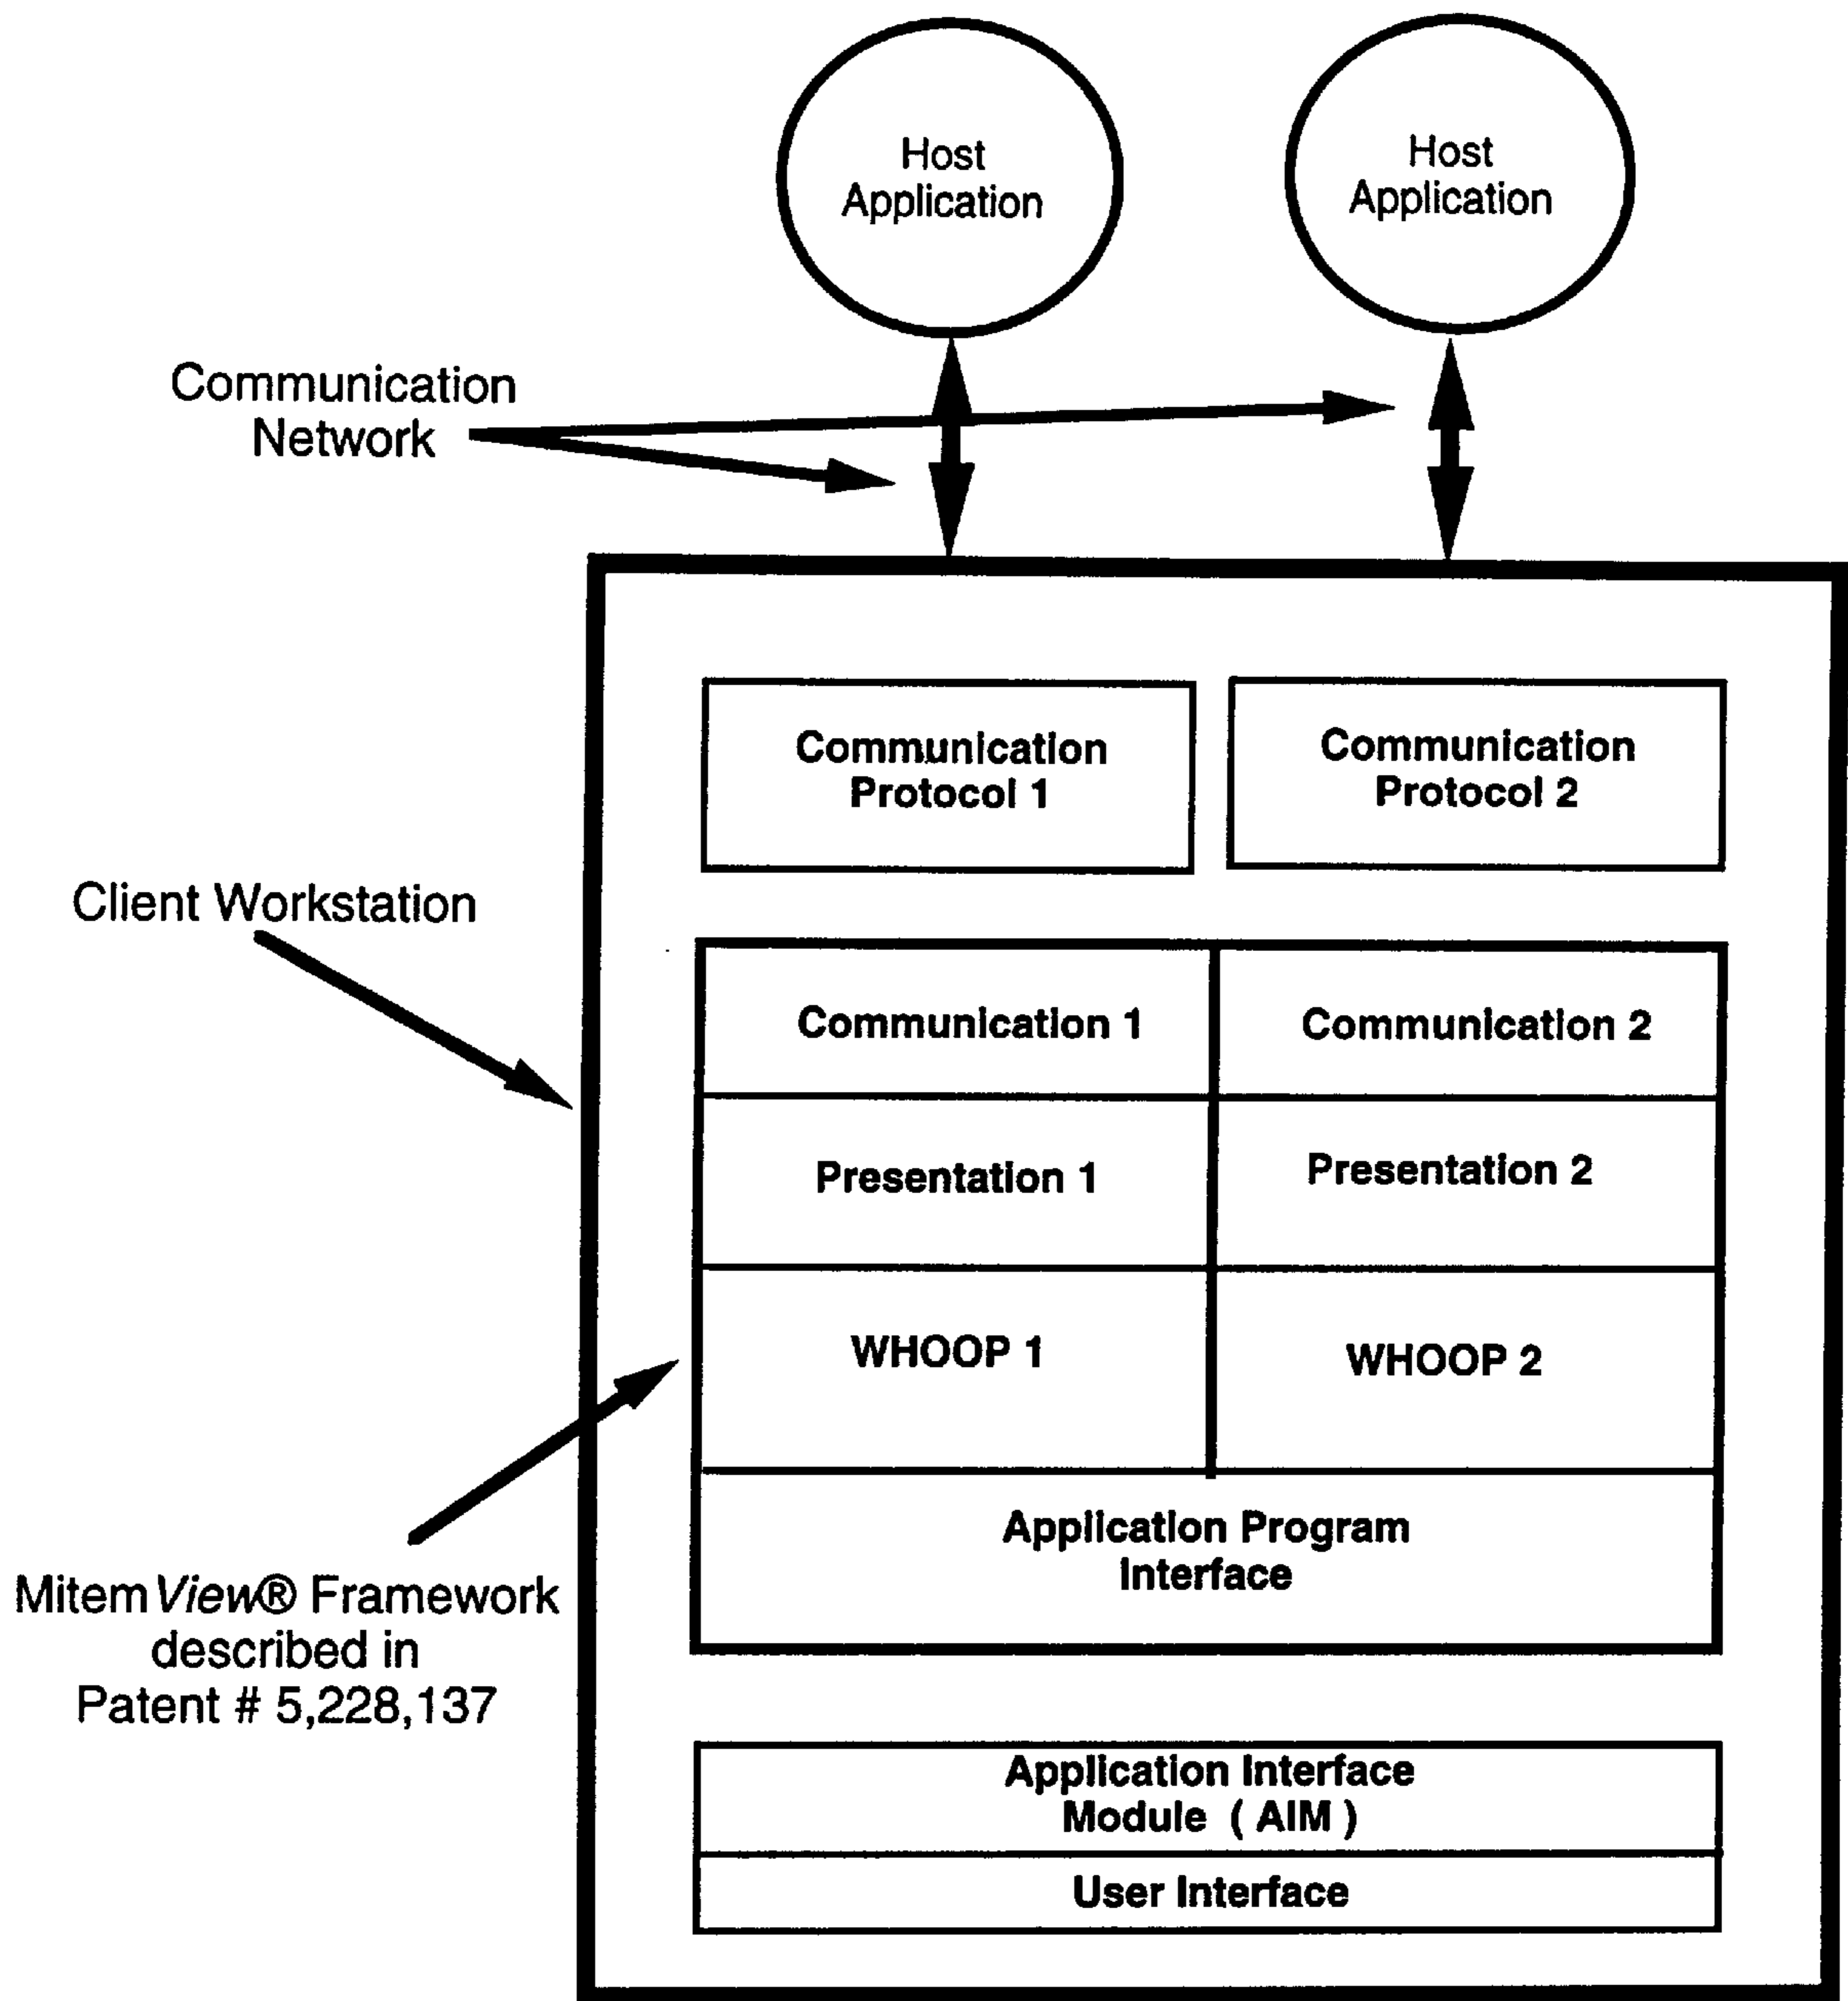 Host
Application
Host
Application
Communication
Network
Communication
Protocol 1
Communication
Protocol 2
Client Workstation
Communication 1
Communication 2
Presentation 1
Presentation 2
WHOOP 1
WHOOP 2
Application Program
Interface
MitemView® Framework
described in
Patent # 5,228,137
Application Interface
Module ( AIM )
User Interface